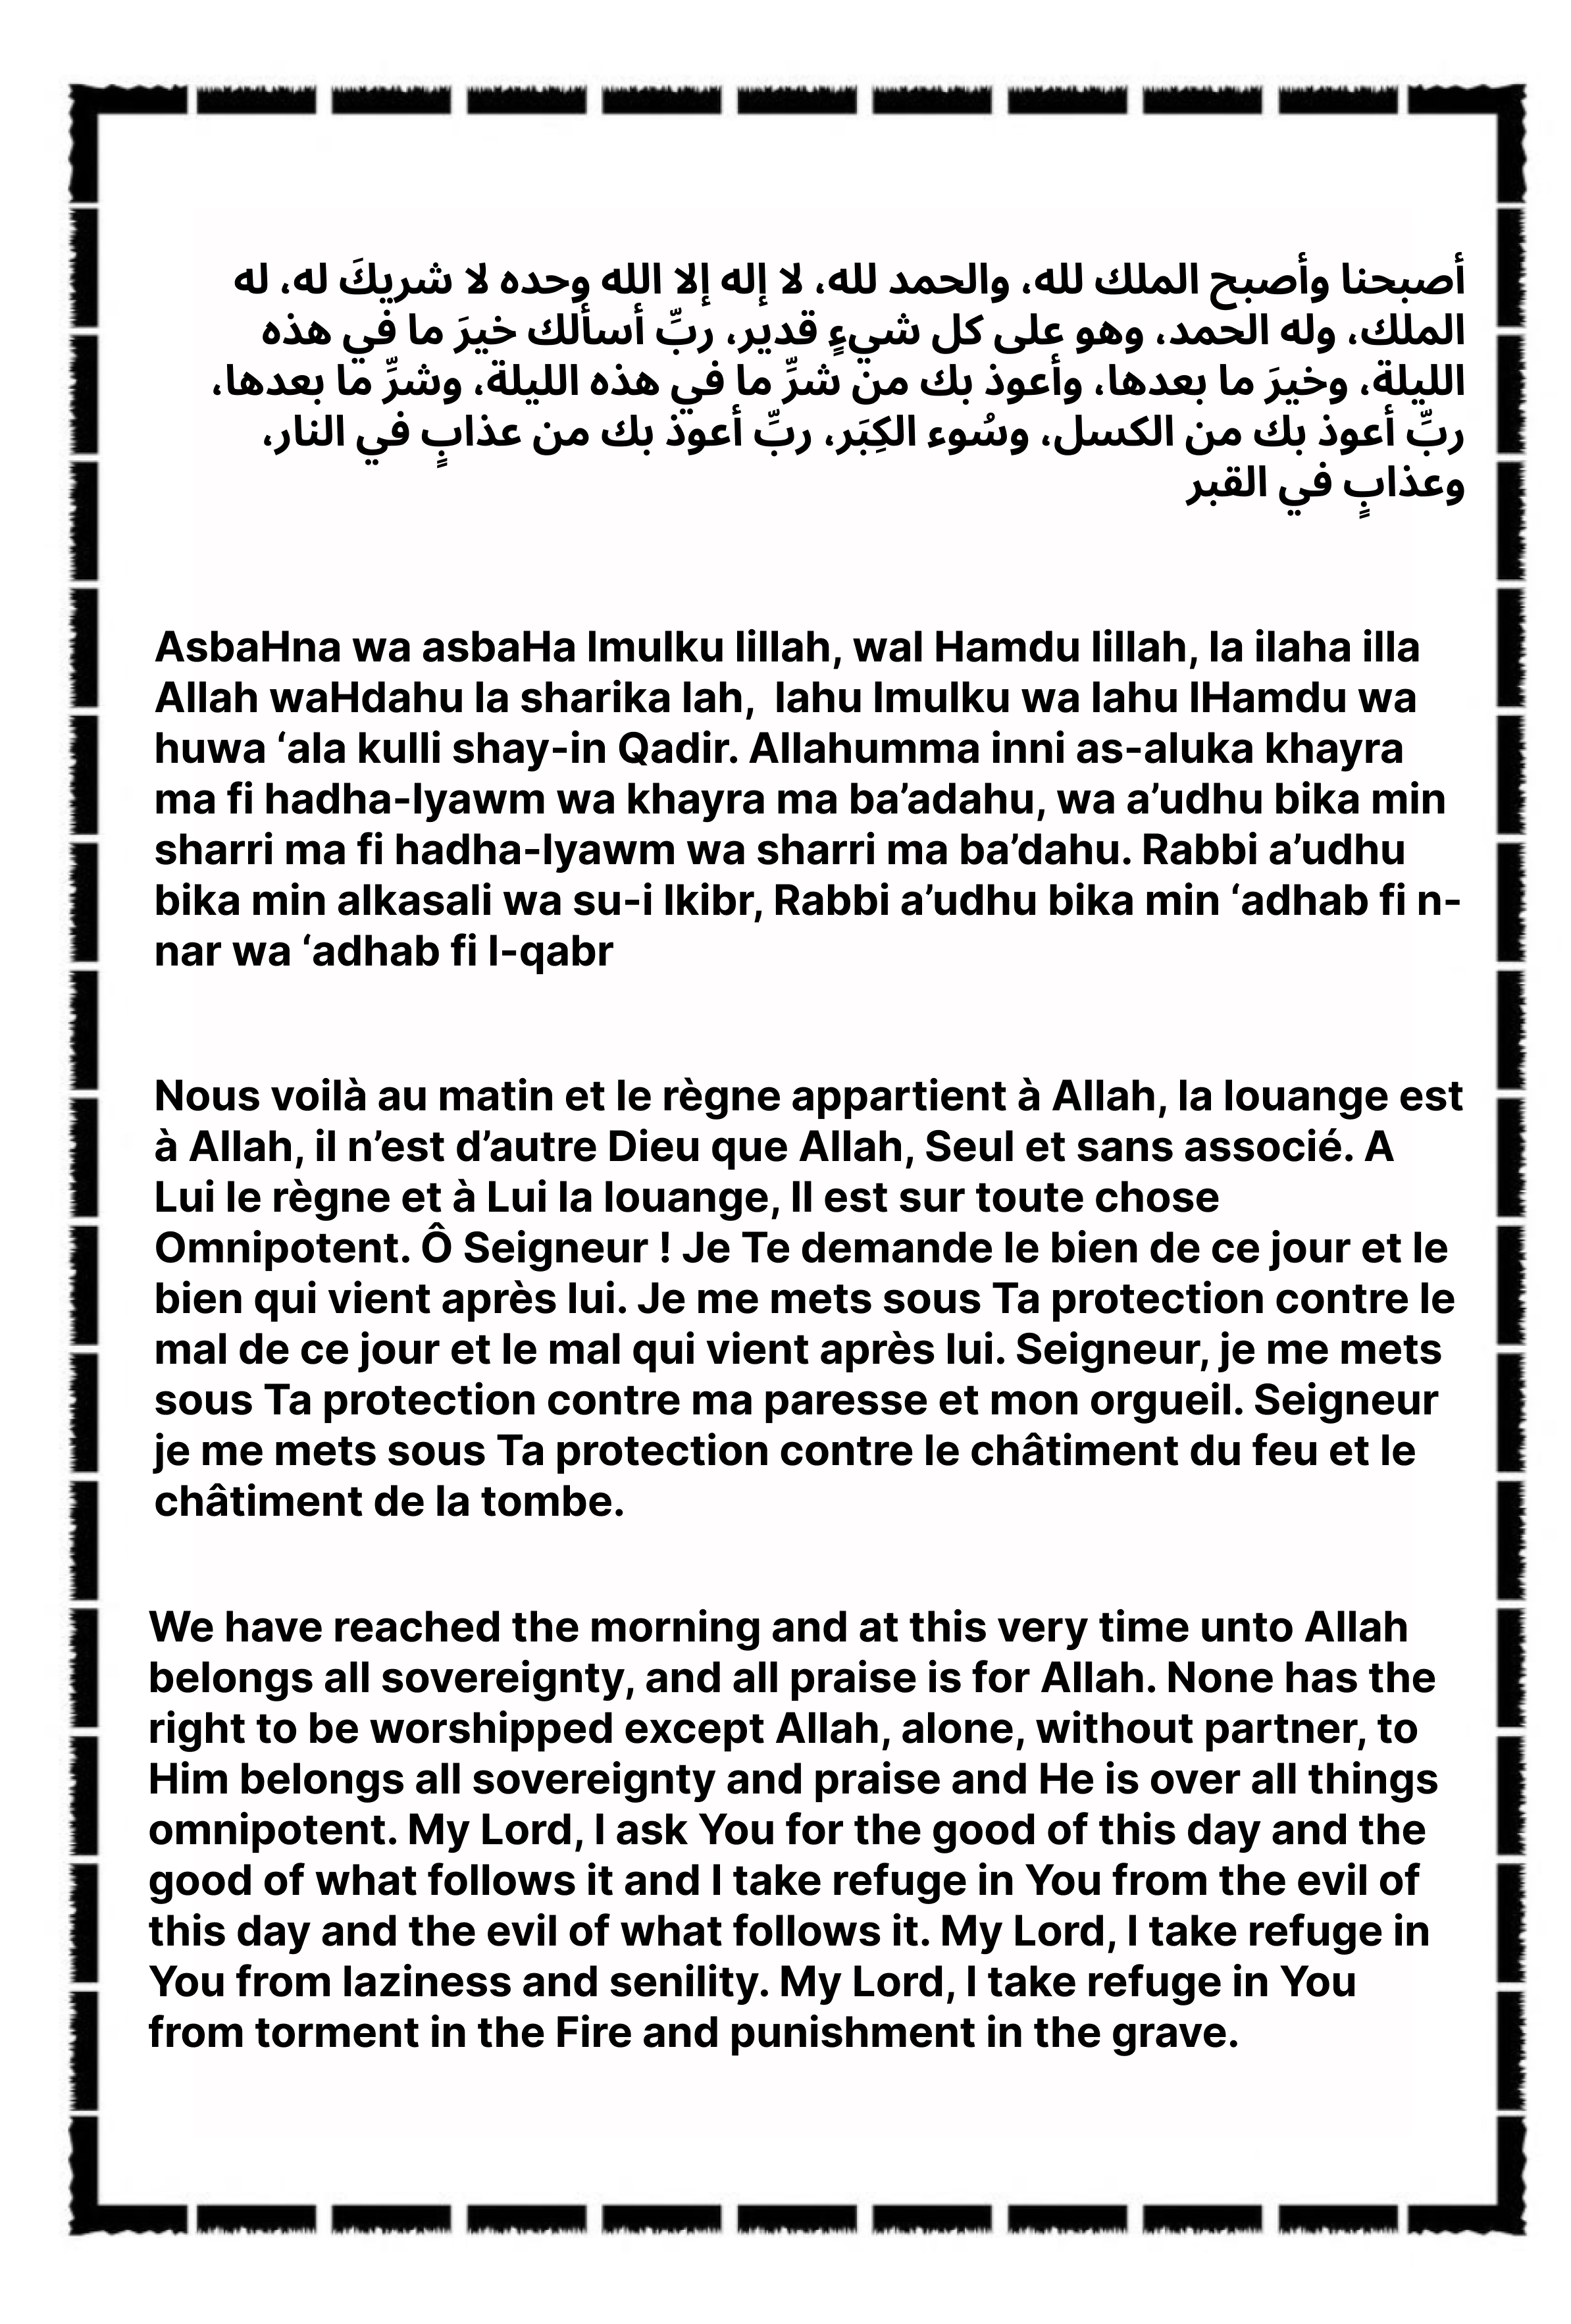 أصبحنا وأصبح الملك لله، والحمد لله، لا إله إلا الله وحده لا شريكَ له، له
الملك، وله الحمد، وهو على كل شيءٍ قدير، ربِّ أسألك خيرَ ما في هذه
الليلة، وخيرَ ما بعدها، وأعوذ بك من شرِّ ما في هذه الليلة، وشرِّ ما بعدها،
ربِّ أعوذ بك من الكسل، وسُوء الكِبَر، ربِّ أعوذ بك من عذابٍ في النار،
وعذابٍ في القبر
AsbaHna wa asbaHa lmulku lillah, wal Hamdu lillah, la ilaha illa
Allah waHdahu la sharika lah,  lahu lmulku wa lahu lHamdu wa
huwa ‘ala kulli shay-in Qadir. Allahumma inni as-aluka khayra
ma fi hadha-lyawm wa khayra ma ba’adahu, wa a’udhu bika min
sharri ma fi hadha-lyawm wa sharri ma ba’dahu. Rabbi a’udhu
bika min alkasali wa su-i lkibr, Rabbi a’udhu bika min ‘adhab fi n-
nar wa ‘adhab fi l-qabr
Nous voilà au matin et le règne appartient à Allah, la louange est
à Allah, il n’est d’autre Dieu que Allah, Seul et sans associé. A
Lui le règne et à Lui la louange, Il est sur toute chose
Omnipotent. Ô Seigneur ! Je Te demande le bien de ce jour et le
bien qui vient après lui. Je me mets sous Ta protection contre le
mal de ce jour et le mal qui vient après lui. Seigneur, je me mets
sous Ta protection contre ma paresse et mon orgueil. Seigneur
je me mets sous Ta protection contre le châtiment du feu et le
châtiment de la tombe.
We have reached the morning and at this very time unto Allah
belongs all sovereignty, and all praise is for Allah. None has the
right to be worshipped except Allah, alone, without partner, to
Him belongs all sovereignty and praise and He is over all things
omnipotent. My Lord, I ask You for the good of this day and the
good of what follows it and I take refuge in You from the evil of
this day and the evil of what follows it. My Lord, I take refuge in
You from laziness and senility. My Lord, I take refuge in You
from torment in the Fire and punishment in the grave.